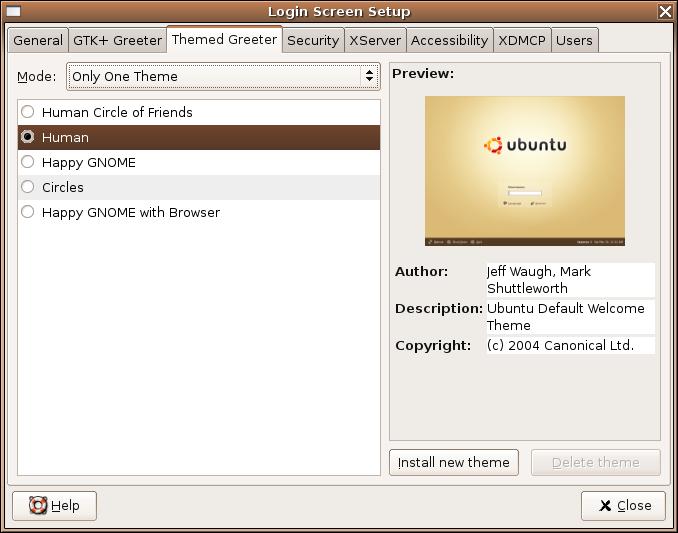 Login Screen Setup
General GTK+ Greeter Themed Greeter Security XServer Accessibility XDMCP Users
Mode: Only One Theme
Human Circle of Friends
Human
Happy GNOME
Circles
Happy GNOME with Browser
Preview:
ubuntu
Author: Jeff Waugh, Mark
Shuttleworth
Description: Ubuntu Default Welcome
Theme
Copyright: (c) 2004 Canonical Ltd.
Install new theme Delete theme
Help Close